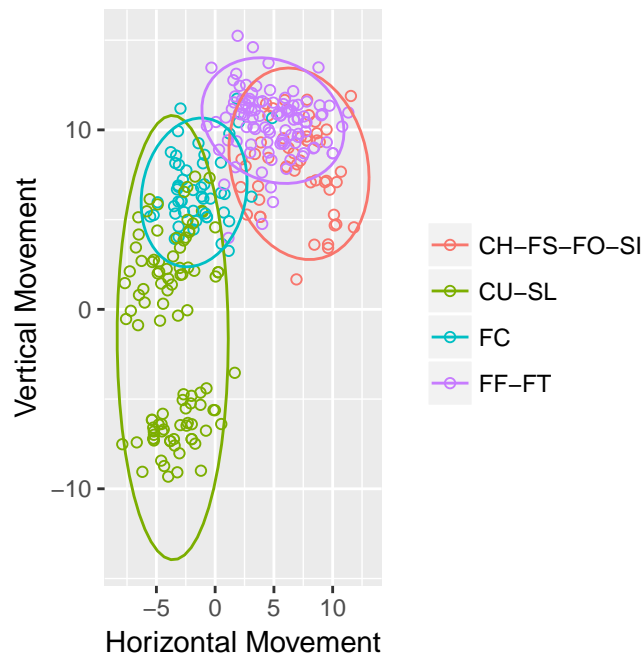 Vertical Movement
10
0
−10
−5
0
5
10
Horizontal Movement
CH−FS−FO−SI
CU−SL
FC
FF−FT